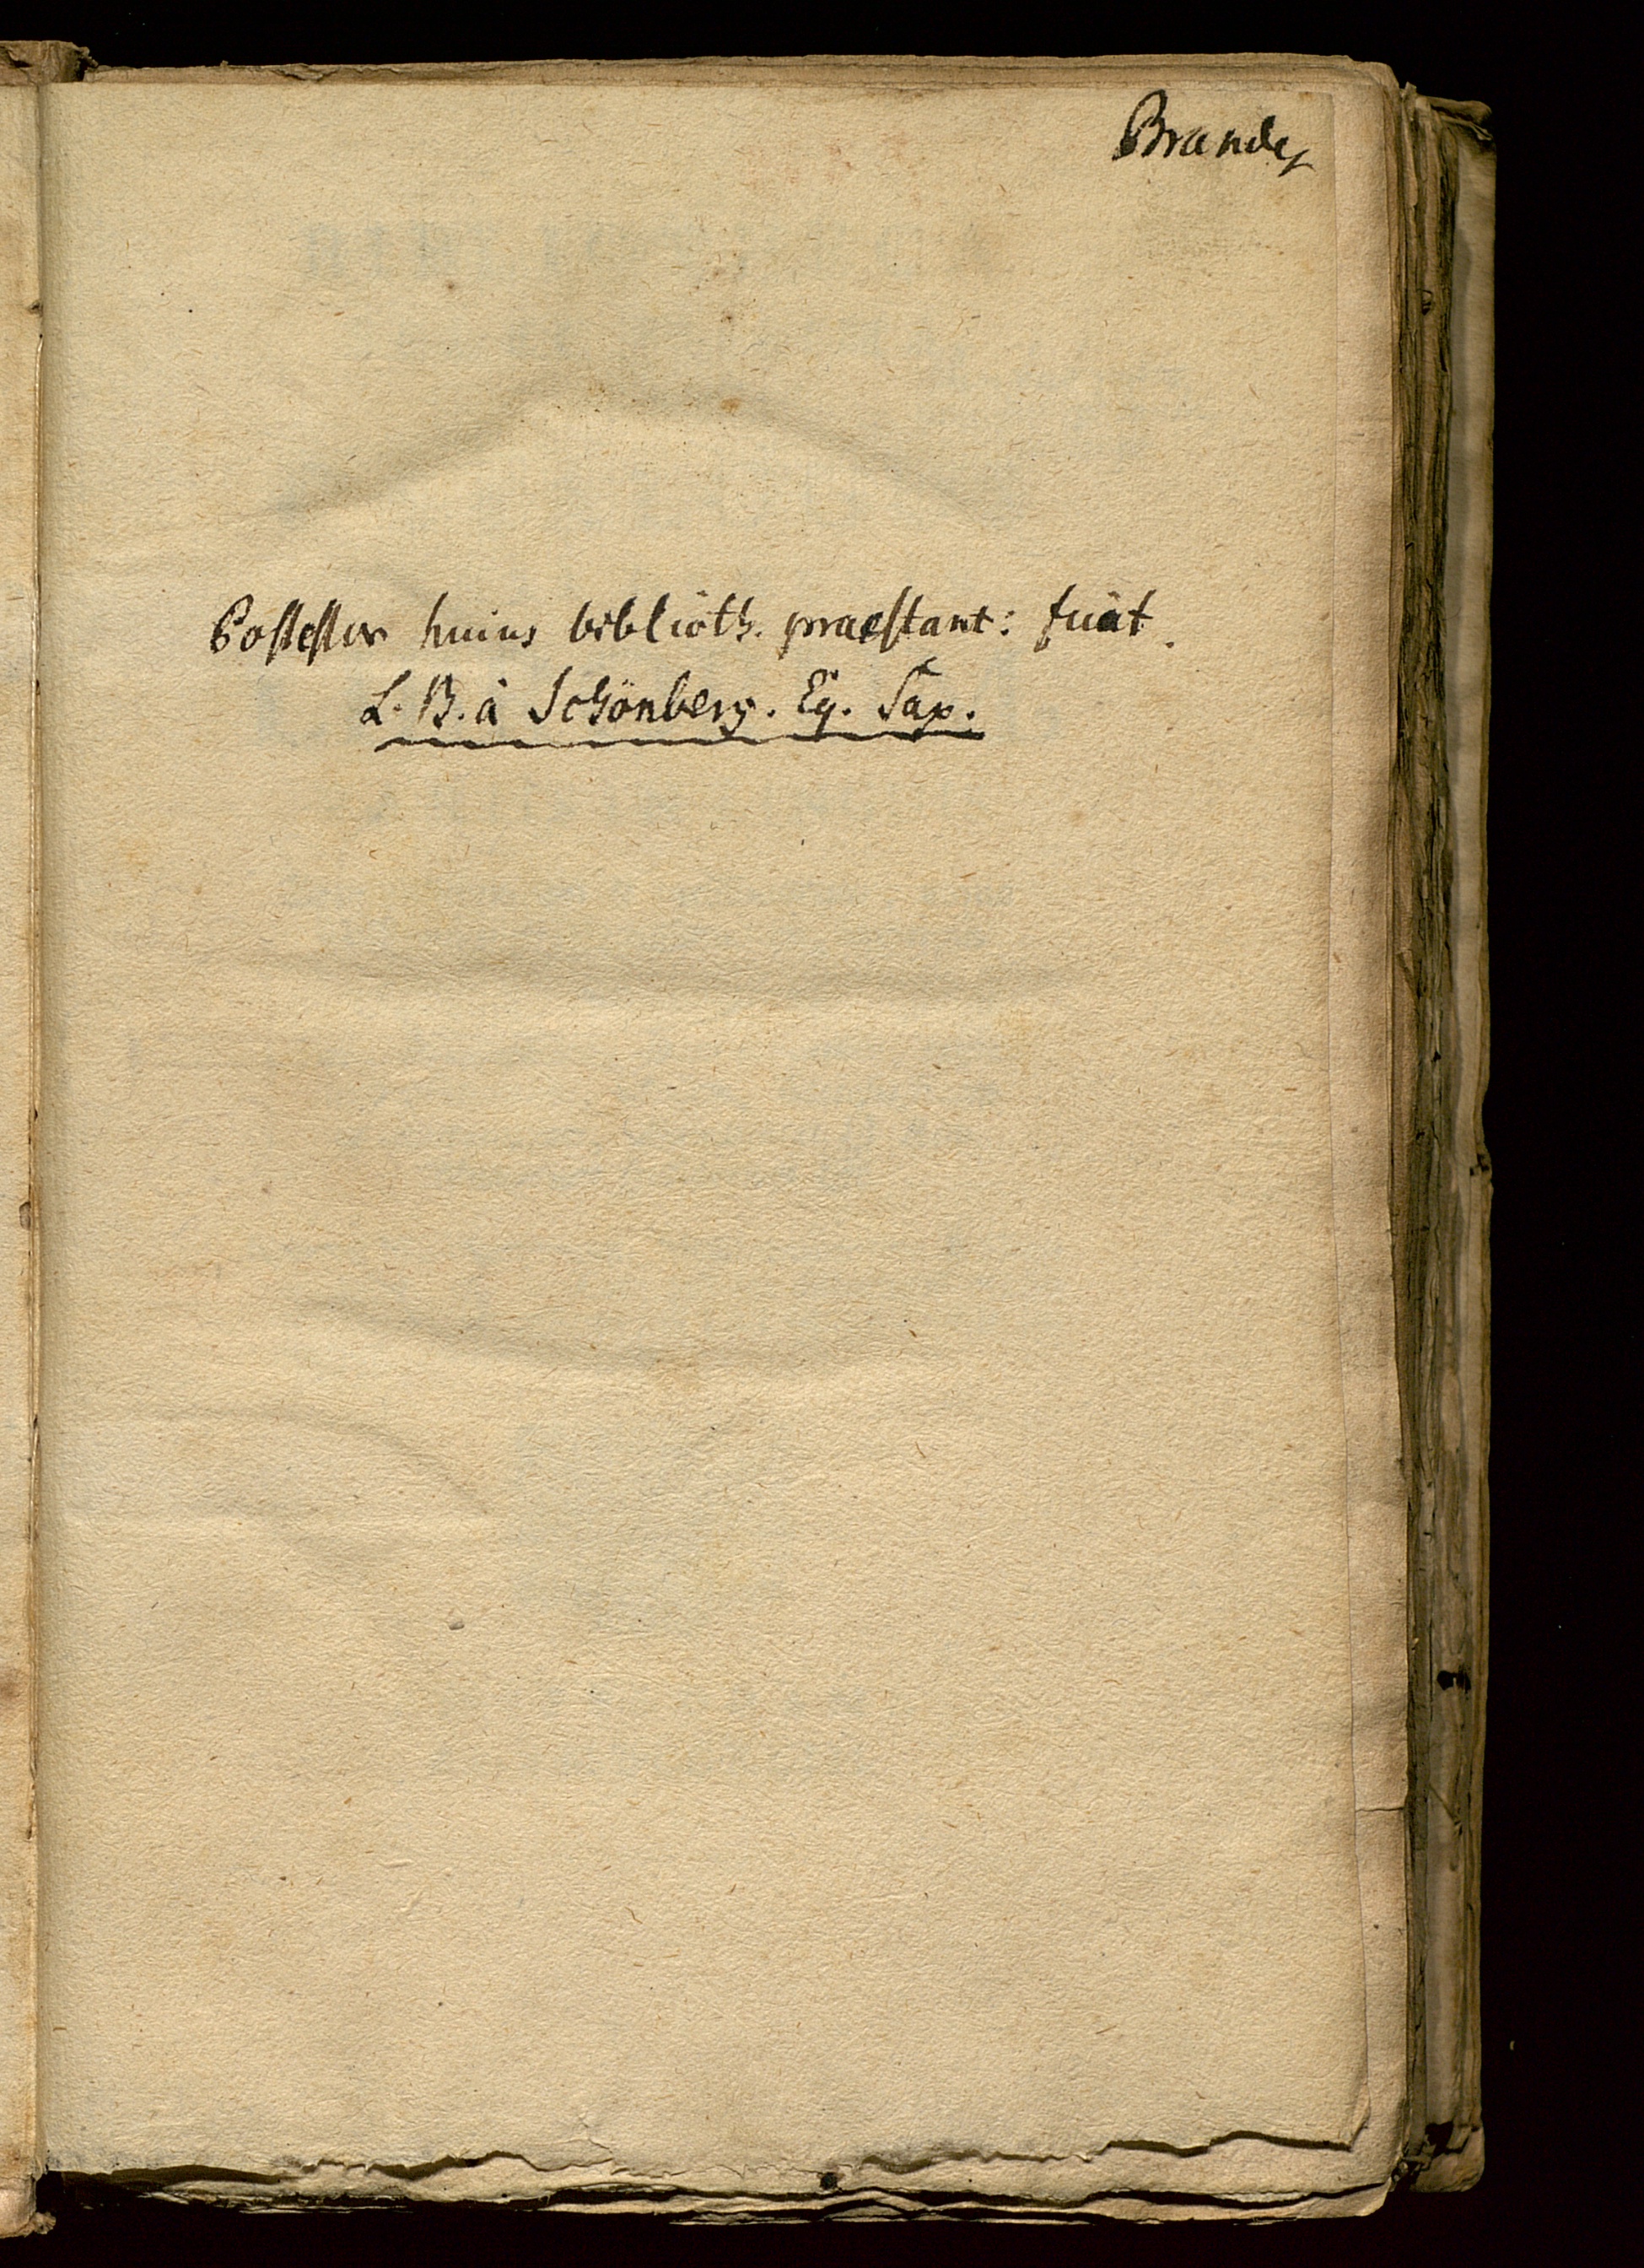 Brandes
Possessor huius biblioth. praestant: fuit.
L. B. à Schönberg. Eq. Sax.